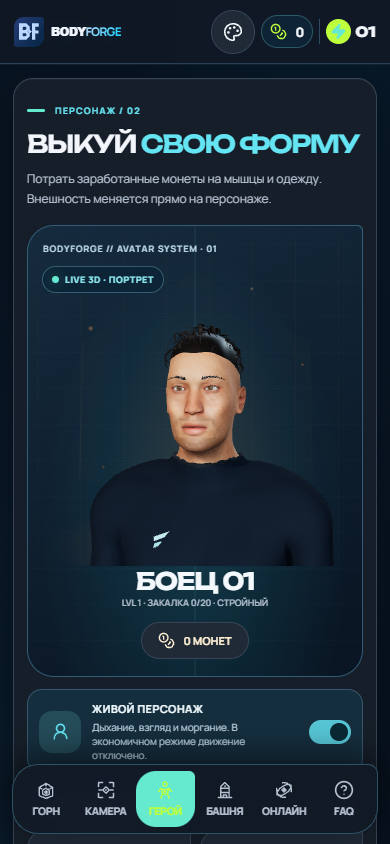 BF BODYFORGE
0
01
ПЕРСОНАЖ / 02
ВЫКУЙ СВОЮ ФОРМУ
Потрать заработанные монеты на мышцы и одежду.
Внешность меняется прямо на персонаже.
BODYFORGE // AVATAR SYSTEM · 01
LIVE 3D · ПОРТРЕТ
БОЕЦ 01
LVL 1 · ЗАКАЛКА 0/20 · СТРОЙНЫЙ
0 МОНЕТ
ЖИВОЙ ПЕРСОНАЖ
Дыхание, взгляд и моргание. В
экономичном режиме движение
отключено.
ГОРН КАМЕРА ГЕРОЙ БАШНЯ ОНЛАЙН FAQ